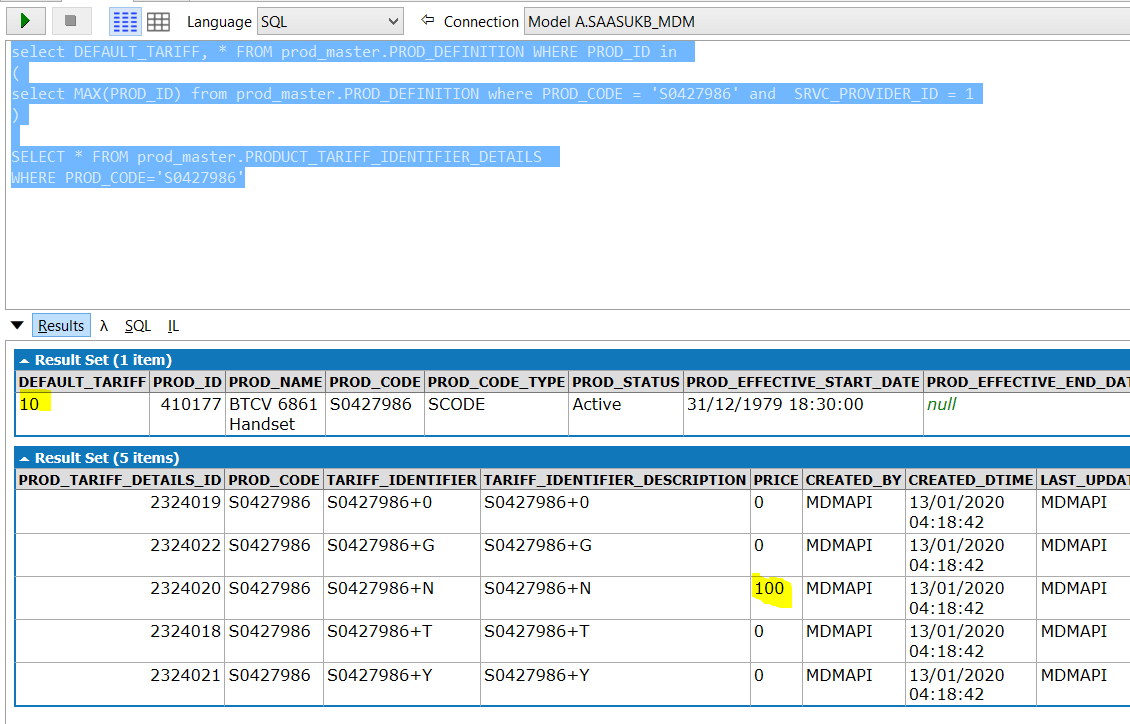 Language SQL Connection Model A.SAASUKB_MDM
select DEFAULT_TARIFF, * FROM prod_master.PROD_DEFINITION WHERE PROD_ID in
(
select MAX(PROD_ID) from prod_master.PROD_DEFINITION where PROD_CODE = 'S0427986' and  SRVC_PROVIDER_ID = 1
)
SELECT * FROM prod_master.PRODUCT_TARIFF_IDENTIFIER_DETAILS
WHERE PROD_CODE='S0427986'
Results λ SQL IL
Result Set (1 item)
DEFAULT_TARIFF PROD_ID PROD_NAME PROD_CODE PROD_CODE_TYPE PROD_STATUS PROD_EFFECTIVE_START_DATE PROD_EFFECTIVE_END_DAT
10 410177 BTCV 6861 S0427986 SCODE Active 31/12/1979 18:30:00 null
Handset
Result Set (5 items)
PROD_TARIFF_DETAILS_ID PROD_CODE TARIFF_IDENTIFIER TARIFF_IDENTIFIER_DESCRIPTION PRICE CREATED_BY CREATED_DTIME LAST_UPDAT
2324019 S0427986 S0427986+0 S0427986+0 0 MDMAPI 13/01/2020 MDMAPI
04:18:42
2324022 S0427986 S0427986+G S0427986+G 0 MDMAPI 13/01/2020 MDMAPI
04:18:42
2324020 S0427986 S0427986+N S0427986+N 100 MDMAPI 13/01/2020 MDMAPI
04:18:42
2324018 S0427986 S0427986+T S0427986+T 0 MDMAPI 13/01/2020 MDMAPI
04:18:42
2324021 S0427986 S0427986+Y S0427986+Y 0 MDMAPI 13/01/2020 MDMAPI
04:18:42